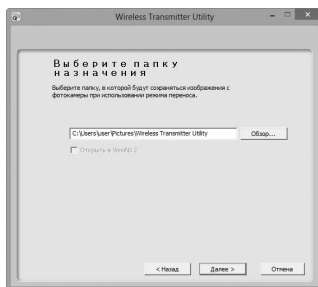 Wireless Transmitter Utility
Выберите папку
назначения
Выберите папку, в которой будут сохраняться изображения с
фотокамеры при использовании режима переноса.
C:\Users\user\Pictures\Wireless Transmitter Utility
Обзор...
Открыть в ViewNX 2
< Назад
Далее >
Отмена